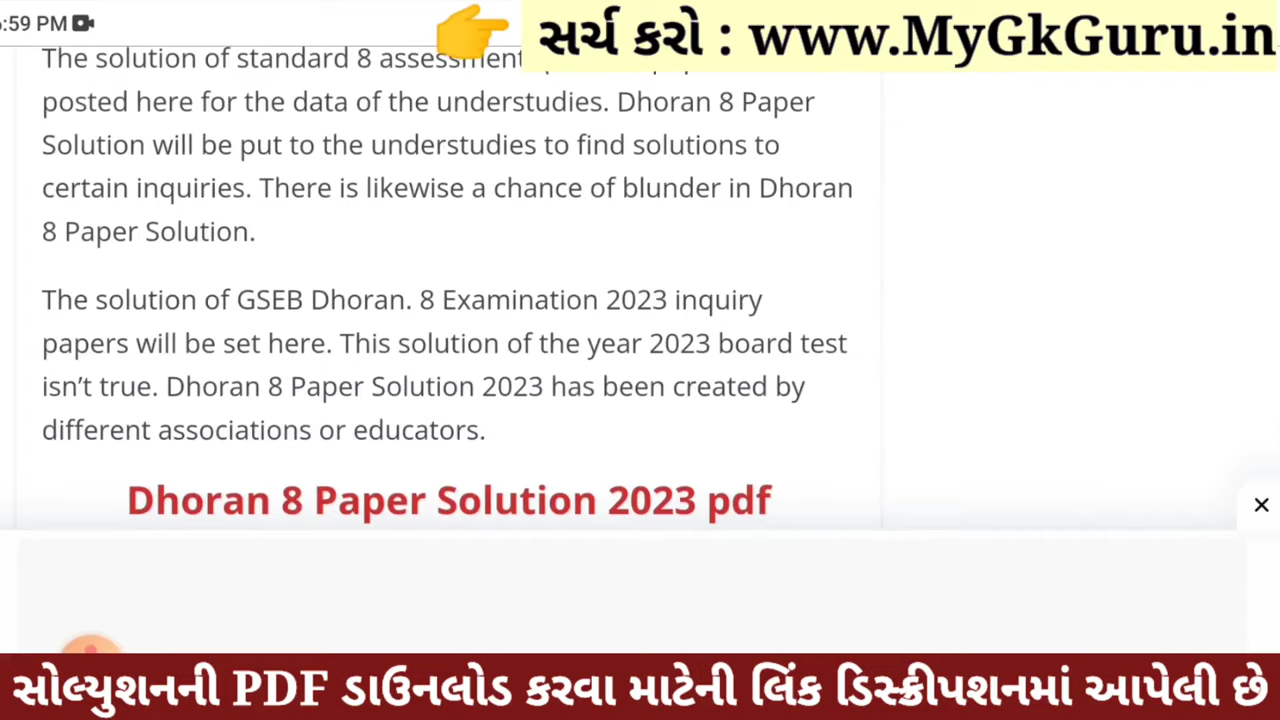 :59 PM
👉 સર્ચ કરો : www.MyGkGuru.in
The solution of standard 8 assessment
posted here for the data of the understudies. Dhoran 8 Paper
Solution will be put to the understudies to find solutions to
certain inquiries. There is likewise a chance of blunder in Dhoran
8 Paper Solution.
The solution of GSEB Dhoran. 8 Examination 2023 inquiry
papers will be set here. This solution of the year 2023 board test
isn’t true. Dhoran 8 Paper Solution 2023 has been created by
different associations or educators.
Dhoran 8 Paper Solution 2023 pdf
×
સોલ્યુશનની PDF ડાઉનલોડ કરવા માટેની લિંક ડિસ્ક્રીપશનમાં આપેલી છે